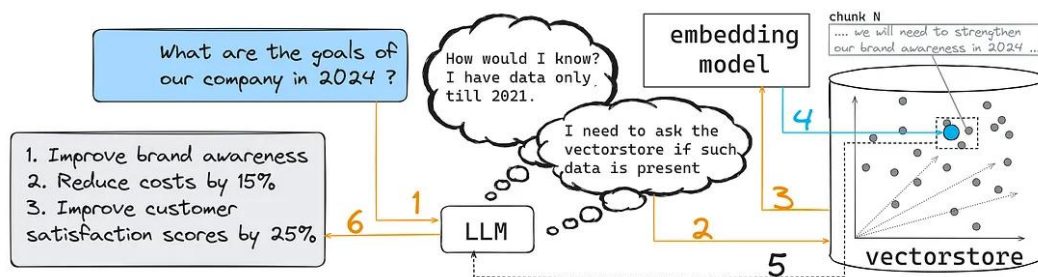 What are the goals of
our company in 2024 ?
How would I know?
I have data only
till 2021.
I need to ask the
vectorstore if such
data is present
embedding
model
chunk N
.... we will need to strengthen
our brand awareness in 2024 ...
4
3
1
2
5
6
LLM
vectorstore
1. Improve brand awareness
2. Reduce costs by 15%
3. Improve customer
satisfaction scores by 25%